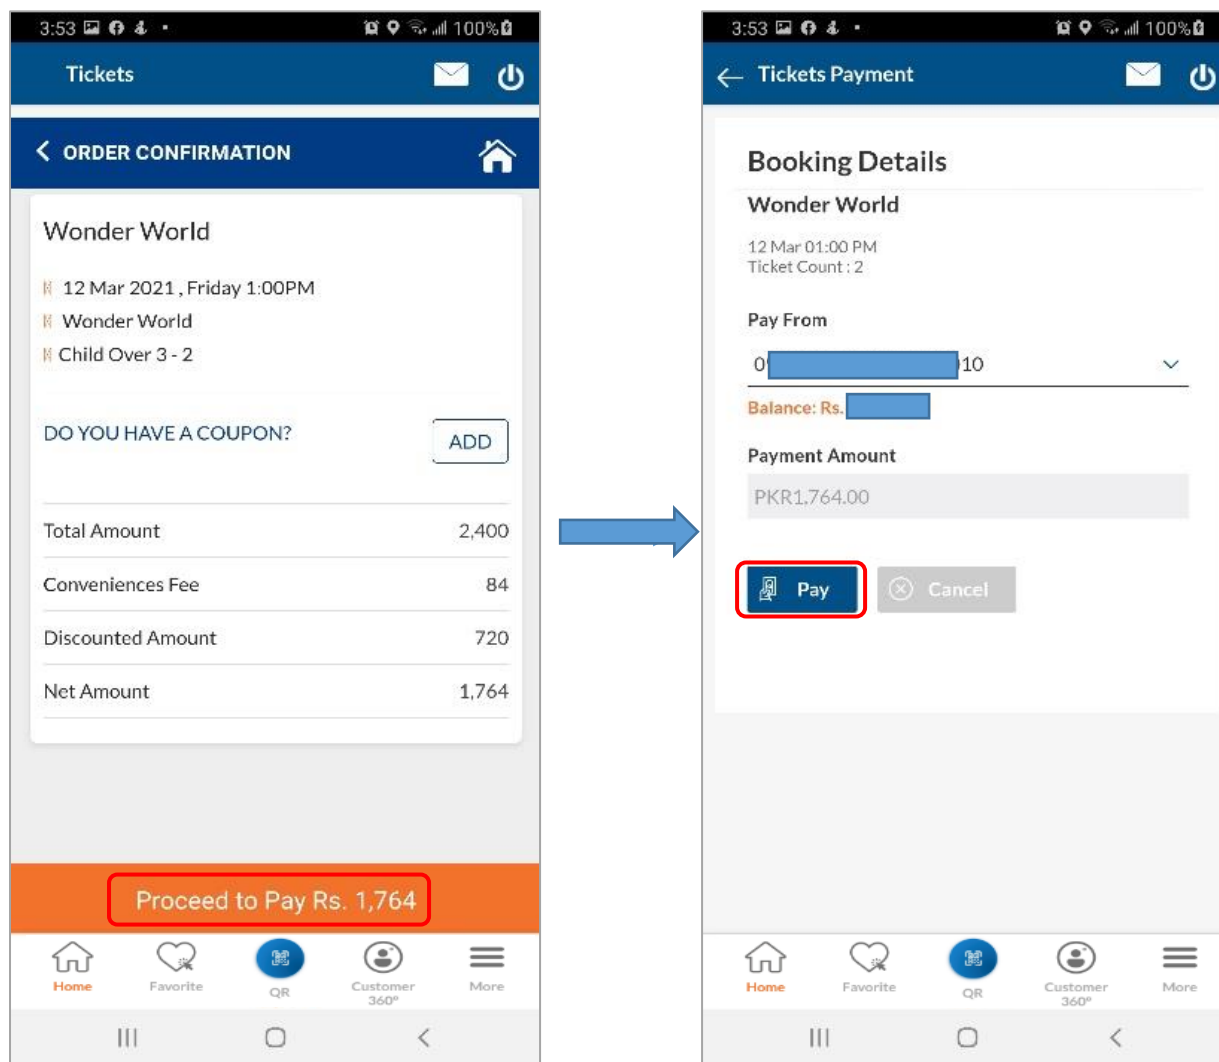 3:53
100%
Tickets
ORDER CONFIRMATION
Wonder World
12 Mar 2021 , Friday 1:00PM
Wonder World
Child Over 3 - 2
DO YOU HAVE A COUPON?
ADD
Total Amount 2,400
Conveniences Fee 84
Discounted Amount 720
Net Amount 1,764
Proceed to Pay Rs. 1,764
Home Favorite QR Customer 360° More
3:53
100%
Tickets Payment
Booking Details
Wonder World
12 Mar 01:00 PM
Ticket Count : 2
Pay From
0 10
Balance: Rs.
Payment Amount
PKR1,764.00
Pay Cancel
Home Favorite QR Customer 360° More